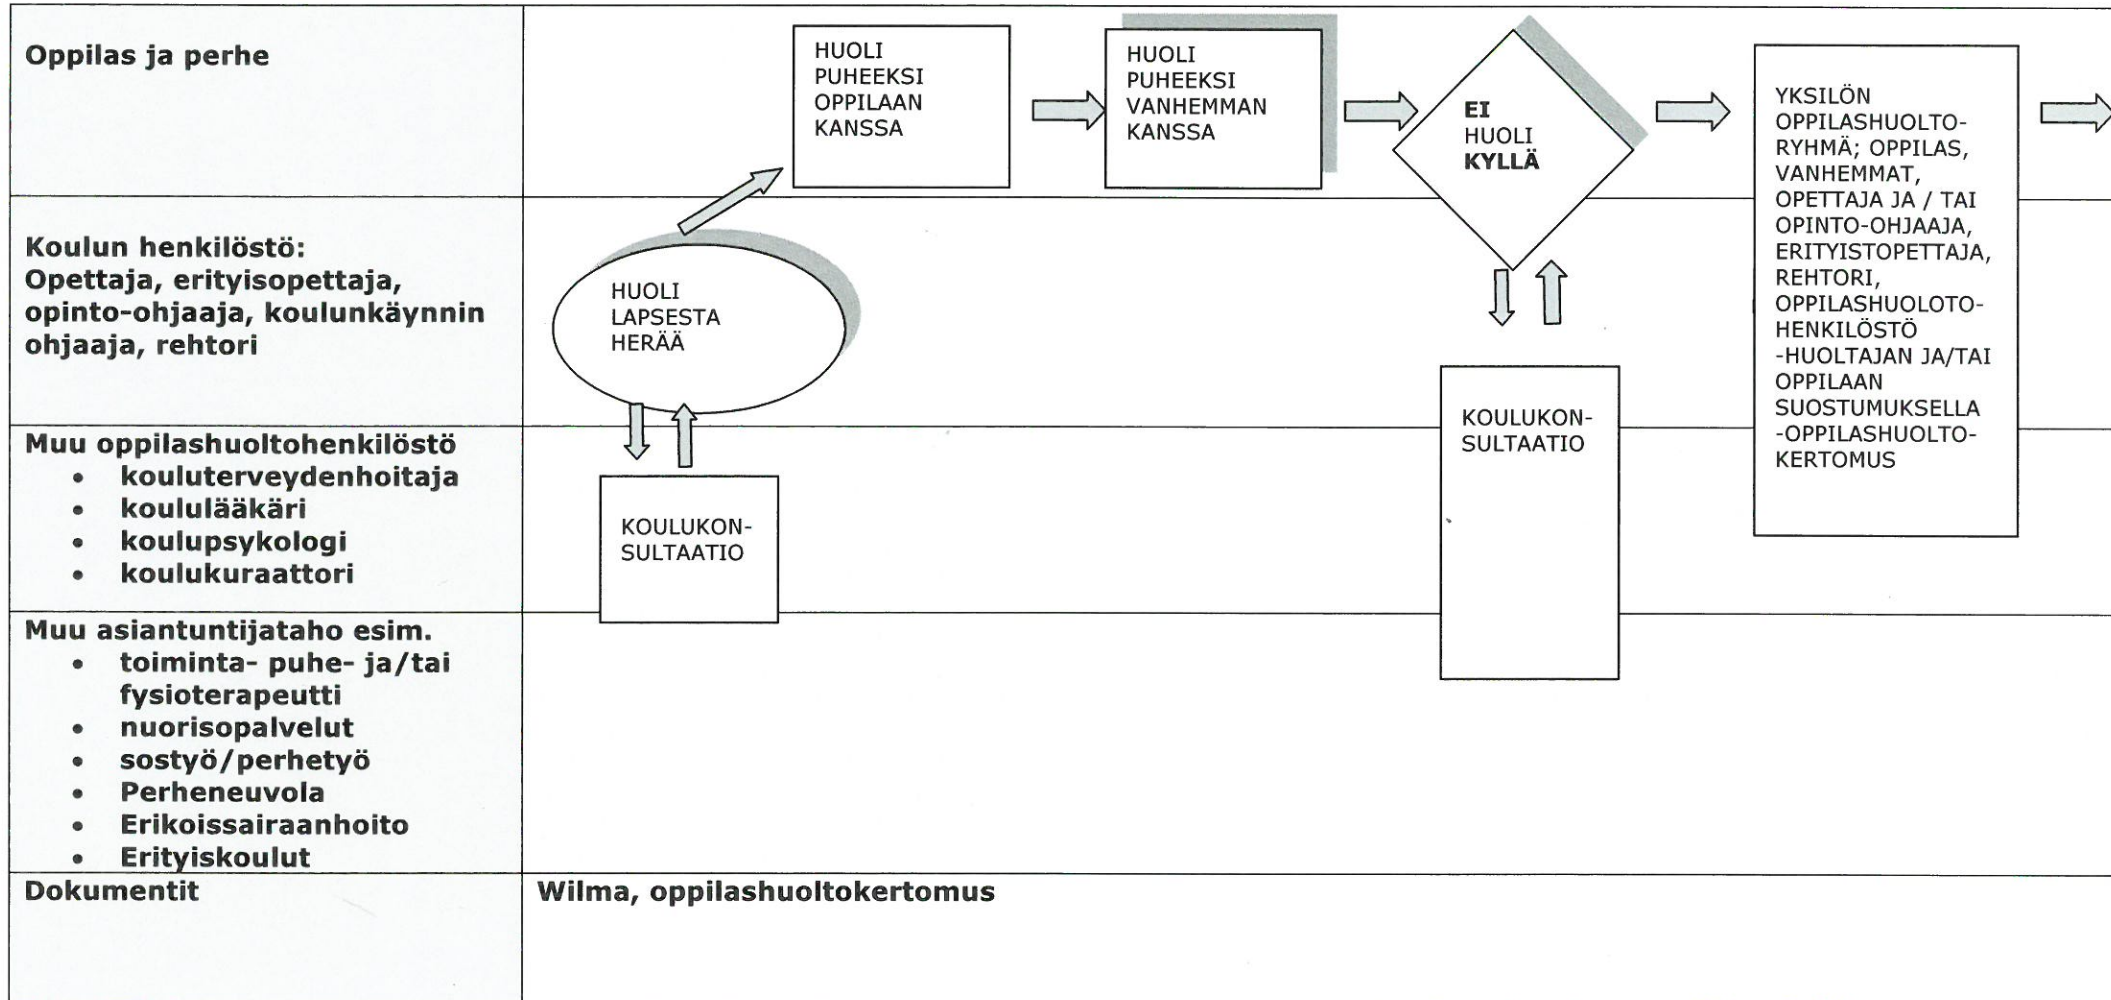 Oppilas ja perhe
HUOLI
PUHEEKSI
OPPILAAN
KANSSA
HUOLI
PUHEEKSI
VANHEMMAN
KANSSA
EI
HUOLI
KYLLÄ
YKSILÖN
OPPILASHUOLTO-
RYHMÄ; OPPILAS,
VANHEMMAT,
OPETTAJA JA / TAI
OPINTO-OHJAAJA,
ERITYISTOPETTAJA,
REHTORI,
OPPILASHUOLOTO-
HENKILÖSTÖ
-HUOLTAJAN JA/TAI
OPPILAAN
SUOSTUMUKSELLA
-OPPILASHUOLTO-
KERTOMUS
Koulun henkilöstö:
Opettaja, erityisopettaja,
opinto-ohjaaja, koulunkäynnin
ohjaaja, rehtori
HUOLI
LAPSESTA
HERÄÄ
Muu oppilashuoltohenkilöstö
• kouluterveydenhoitaja
• koululääkäri
• koulupsykologi
• koulukuraattori
KOULUKON-
SULTAATIO
KOULUKON-
SULTAATIO
Muu asiantuntijataho esim.
• toiminta- puhe- ja/tai
fysioterapeutti
• nuorisopalvelut
• sostyö/perhetyö
• Perheneuvola
• Erikoissairaanhoito
• Erityiskoulut
Dokumentit
Wilma, oppilashuoltokertomus